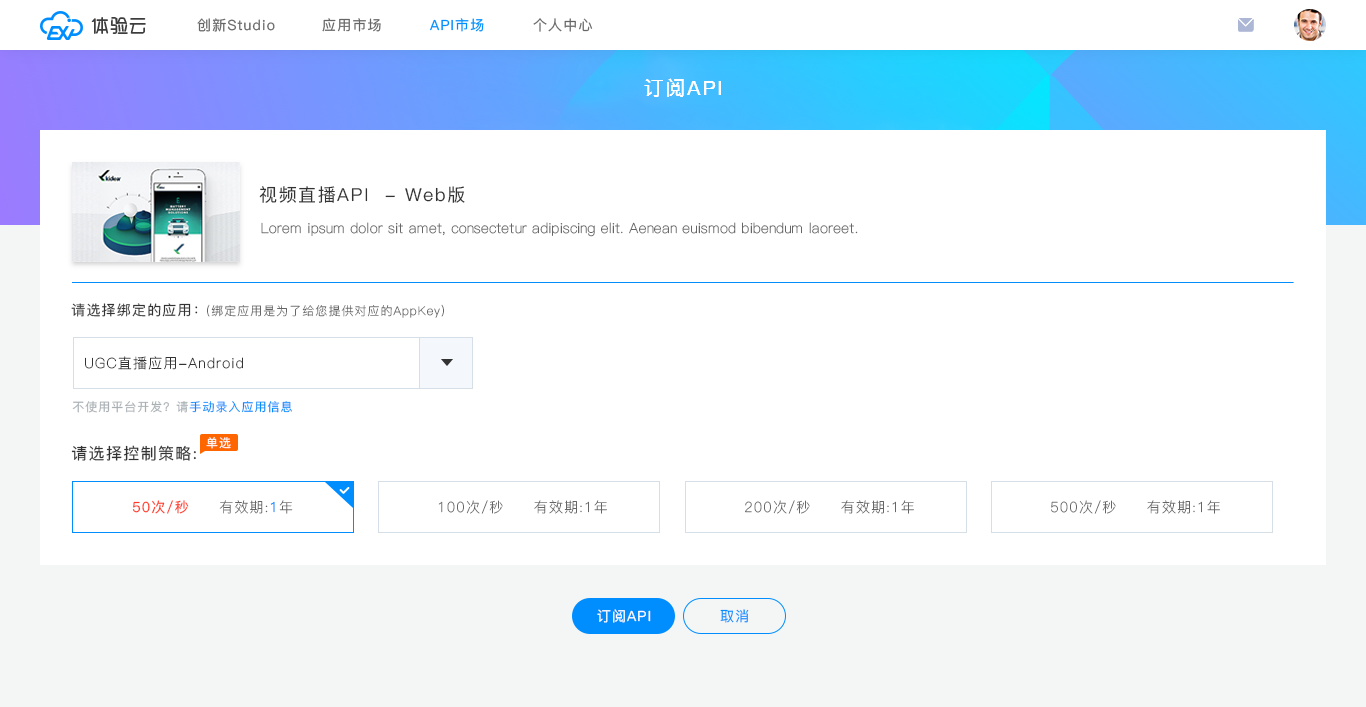 EXP 体验云 创新Studio 应用市场 API市场 个人中心
订阅API
kidear
BATTERY
MANAGEMENT
SOLUTIONS
视频直播API - Web版
Lorem ipsum dolor sit amet, consectetur adipiscing elit. Aenean euismod bibendum laoreet.
请选择绑定的应用：(绑定应用是为了给您提供对应的AppKey)
UGC直播应用-Android
不使用平台开发？请手动录入应用信息
请选择控制策略: 单选
50次/秒 有效期:1年 100次/秒 有效期:1年 200次/秒 有效期:1年 500次/秒 有效期:1年
订阅API 取消